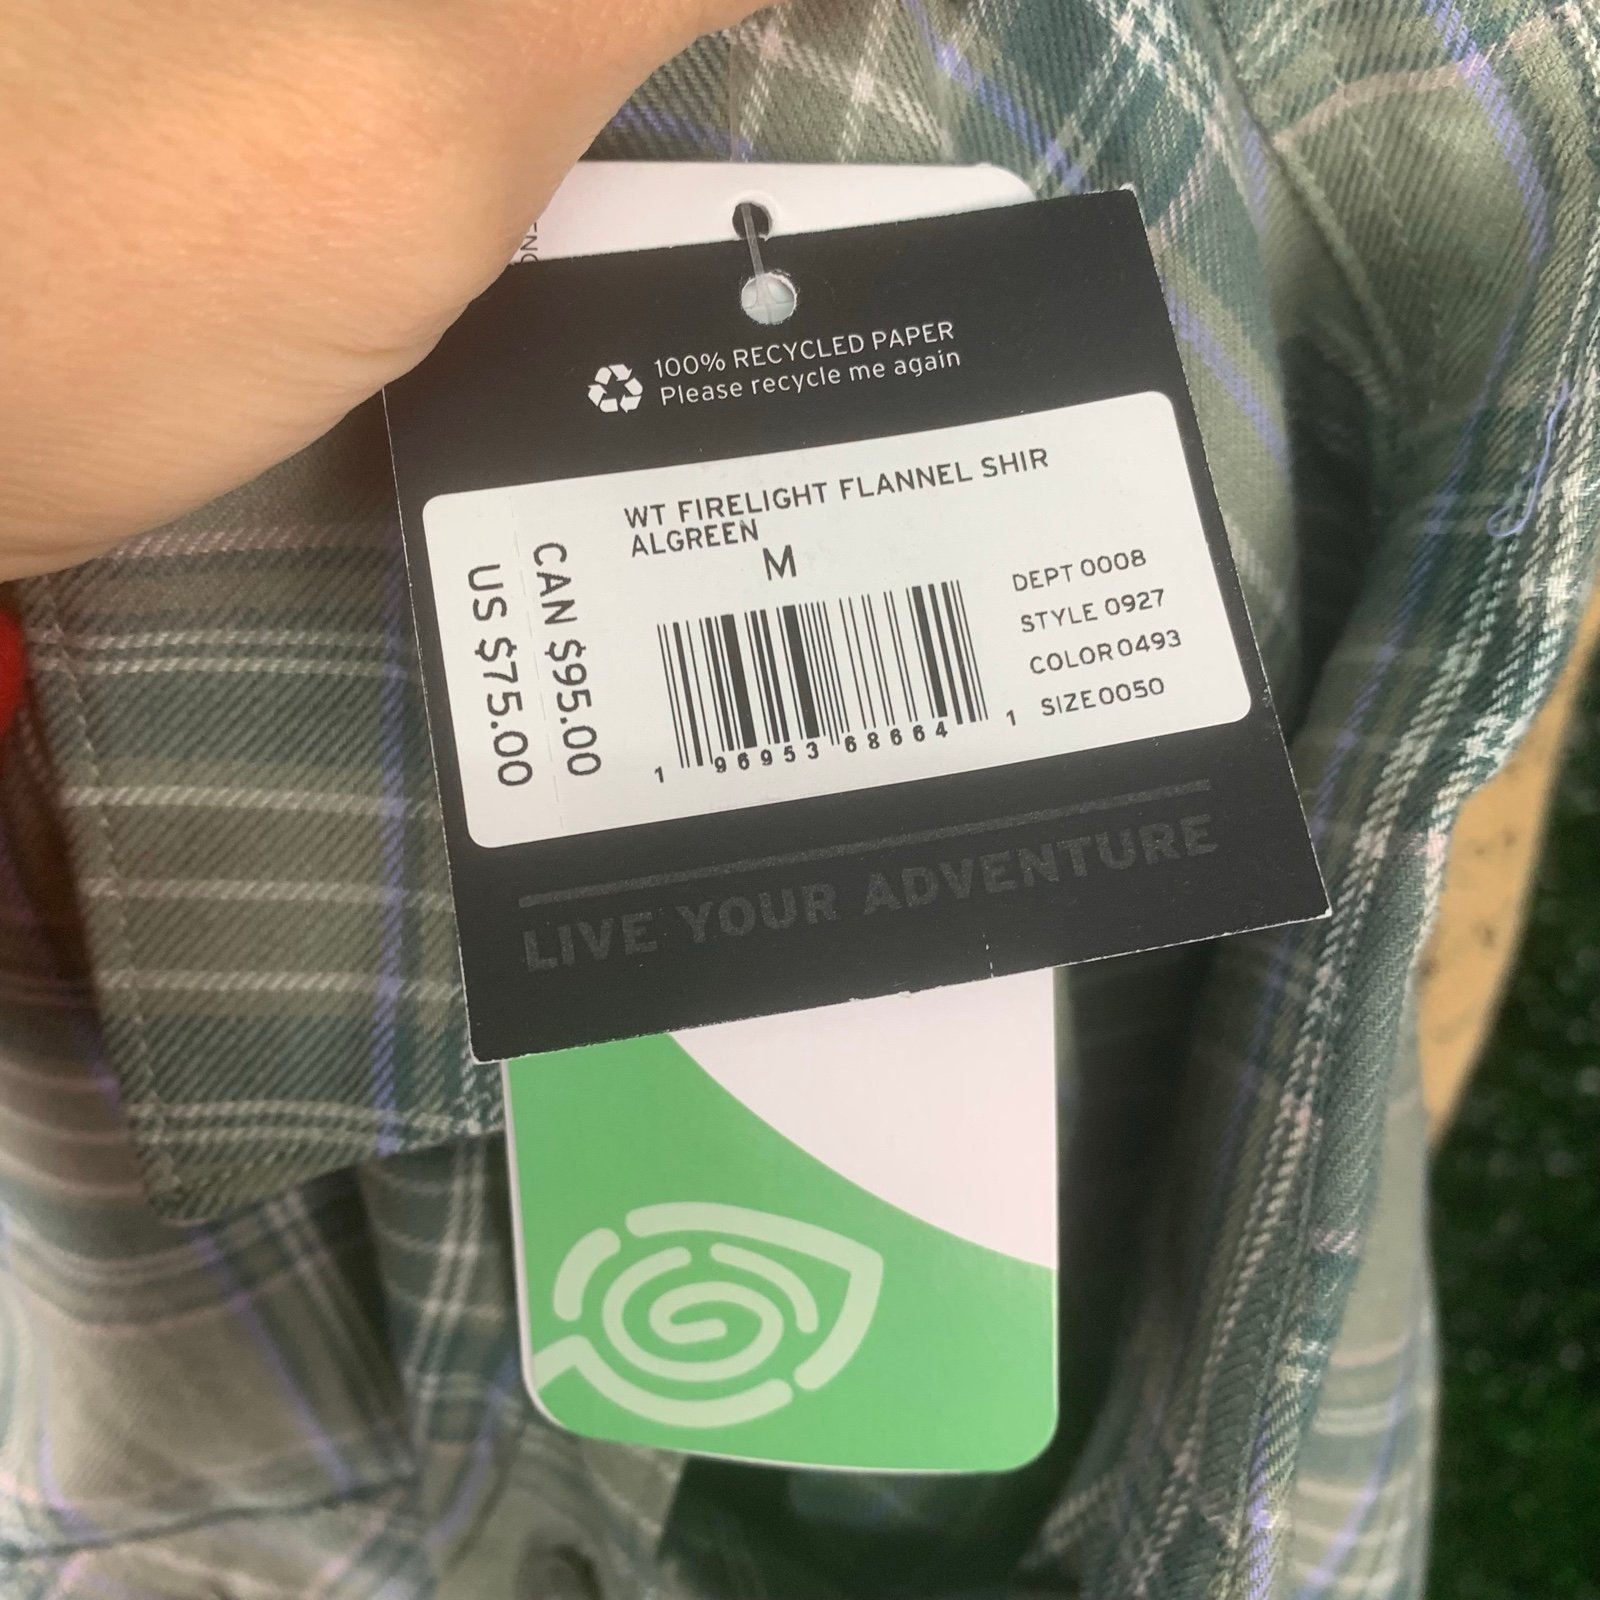 100% RECYCLED PAPER
Please recycle me again
WT FIRELIGHT FLANNEL SHIR
ALGREEN
M
CAN $95.00
US $75.00
DEPT 0008
STYLE 0927
COLOR 0493
SIZE 0050
1 96953 68664 1
LIVE YOUR ADVENTURE